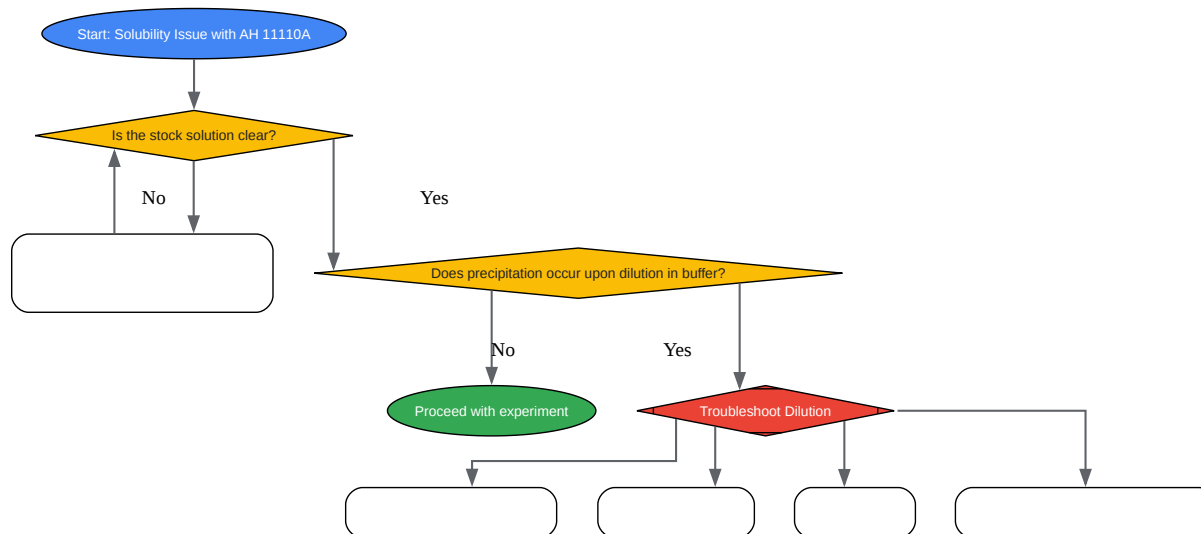 Start: Solubility Issue with AH 11110A
Is the stock solution clear?
No
Yes
Does precipitation occur upon dilution in buffer?
No
Yes
Proceed with experiment
Troubleshoot Dilution